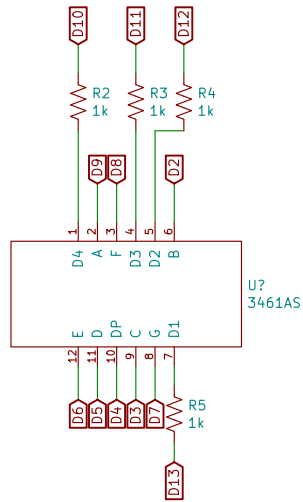 D10
D11
D12
R2
1k
R3
1k
R4
1k
D9
D8
D2
1
2
3
4
5
6
D4
A
F
D3
D2
B
U?
3461AS
E
D
DP
C
G
D1
12
11
10
9
8
7
D6
D5
D4
D3
D7
R5
1k
D13